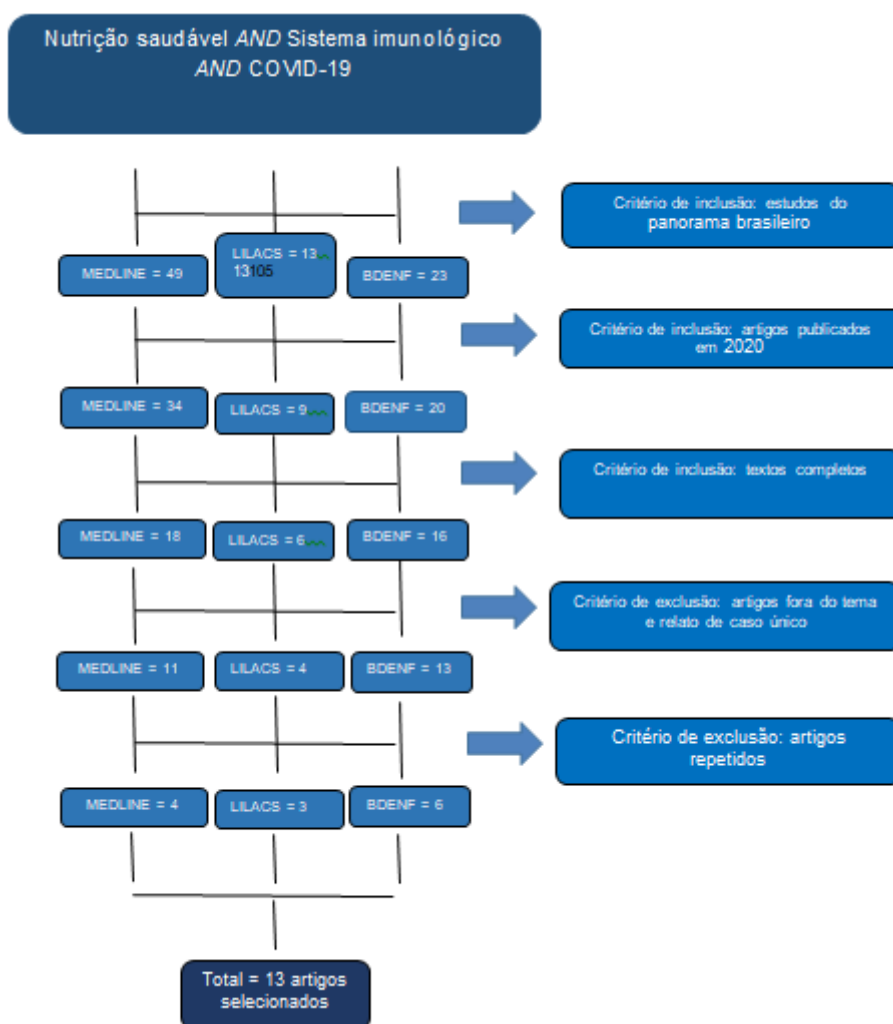 Nutrição saudável AND Sistema imunológico
AND COVID-19
Critério de inclusão: estudos do
panorama brasileiro
MEDLINE = 49
LILACS = 13
13105
BDENF = 23
Critério de inclusão: artigos publicados
em 2020
MEDLINE = 34
LILACS = 9
BDENF = 20
Critério de inclusão: textos completos
MEDLINE = 18
LILACS = 6
BDENF = 16
Critério de exclusão: artigos fora do tema
e relato de caso único
MEDLINE = 11
LILACS = 4
BDENF = 13
Critério de exclusão: artigos
repetidos
MEDLINE = 4
LILACS = 3
BDENF = 6
Total = 13 artigos
selecionados